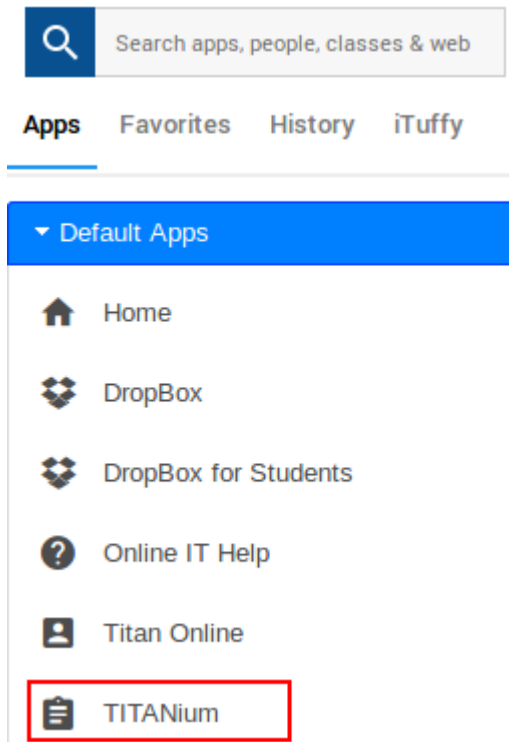 Search apps, people, classes & web
Apps Favorites History iTuffy
Default Apps
Home
DropBox
DropBox for Students
Online IT Help
Titan Online
TITANium